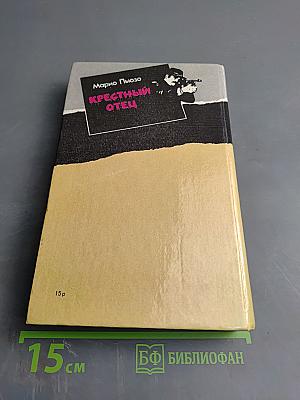 Марио Пьюзо
КРЕСТНЫЙ
ОТЕЦ
15р
15 см
БФ БИБЛИОФАН